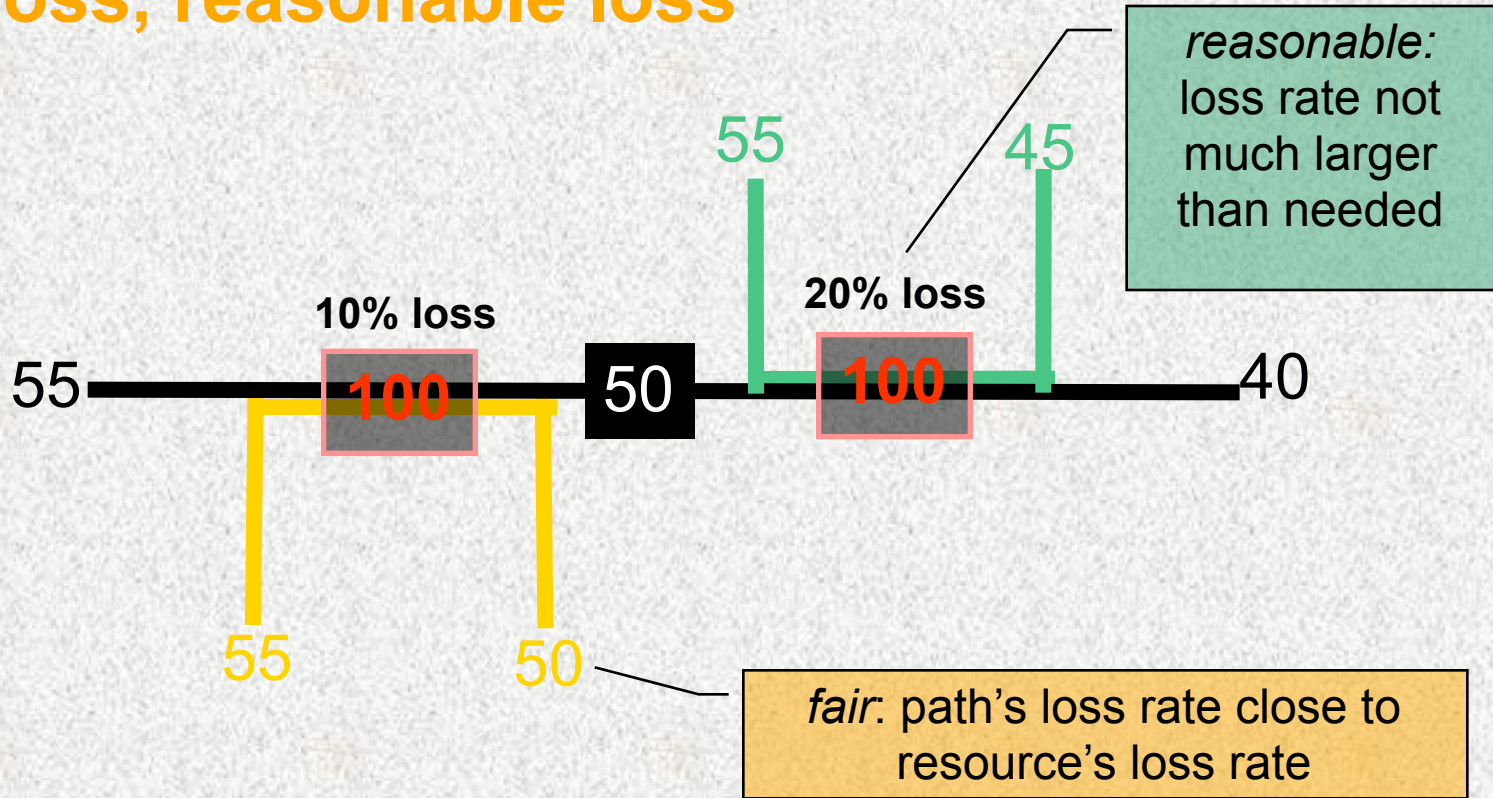 oss, reasonable loss
reasonable:
loss rate not
much larger
than needed
55
45
10% loss
20% loss
55
100
50
100
40
55
50
fair: path's loss rate close to
resource's loss rate